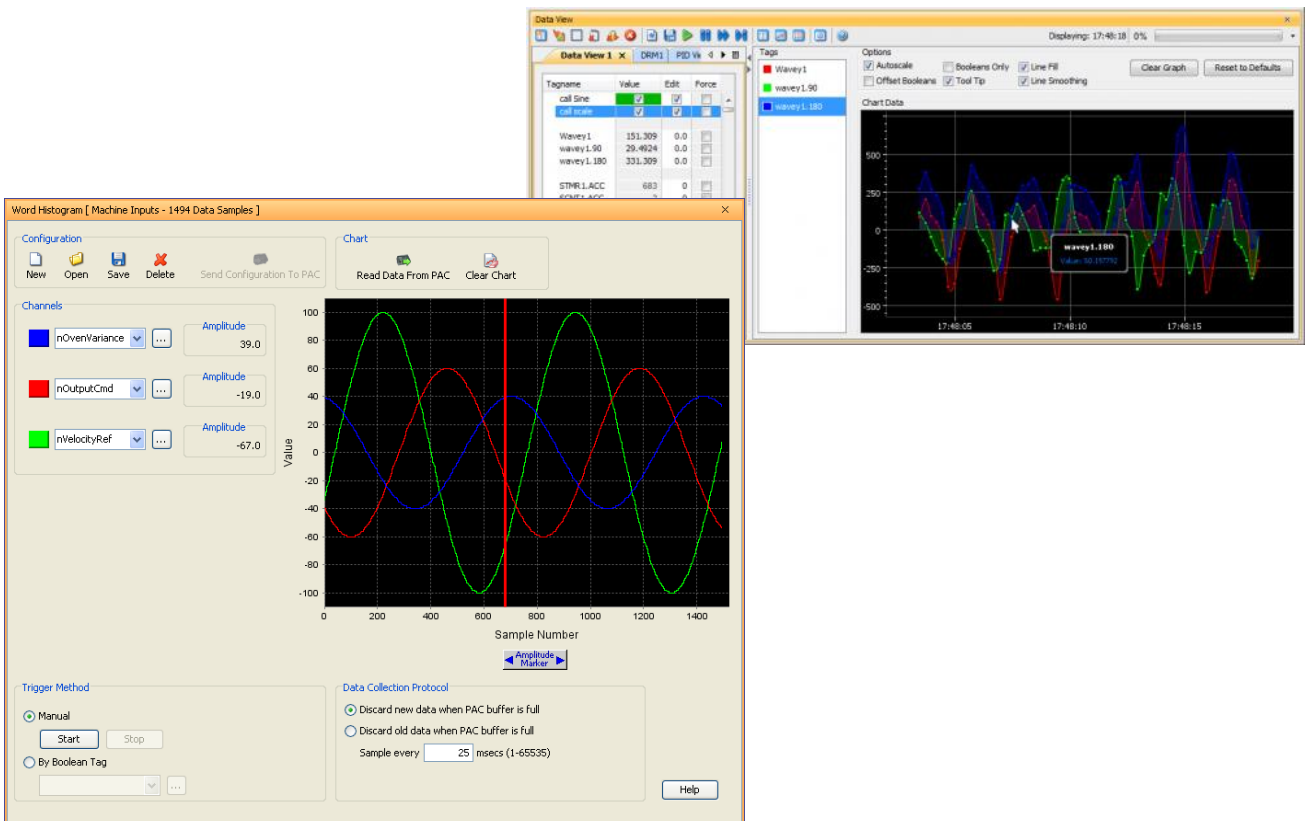 Data View
Displaying: 17:48:18 0%
Data View 1 DRM1 PID Vi
Tagname Value Edit Force
call Sine
call scale
Wavey1 151.309 0.0
wavey1.90 29.4924 0.0
wavey1.180 331.309 0.0
STMR1.ACC 683 0
Tags
Wavey1
wavey1.90
wavey1.180
Options
Autoscale Booleans Only Line Fill
Offset Booleans Tool Tip Line Smoothing
Clear Graph Reset to Defaults
Chart Data
500
250
0
-250
-500
wavey1.180
17:48:05 17:48:10 17:48:15
Word Histogram [ Machine Inputs - 1494 Data Samples ]
Configuration
New Open Save Delete Send Configuration To PAC
Chart
Read Data From PAC Clear Chart
Channels
nOvenVariance ... Amplitude
39.0
nOutputCmd ... Amplitude
-19.0
nVelocityRef ... Amplitude
-67.0
Value
100
80
60
40
20
0
-20
-40
-60
-80
-100
0 200 400 600 800 1000 1200 1400
Sample Number
Amplitude
Marker
Trigger Method
Manual
Start Stop
By Boolean Tag
...
Data Collection Protocol
Discard new data when PAC buffer is full
Discard old data when PAC buffer is full
Sample every 25 msecs (1-65535)
Help